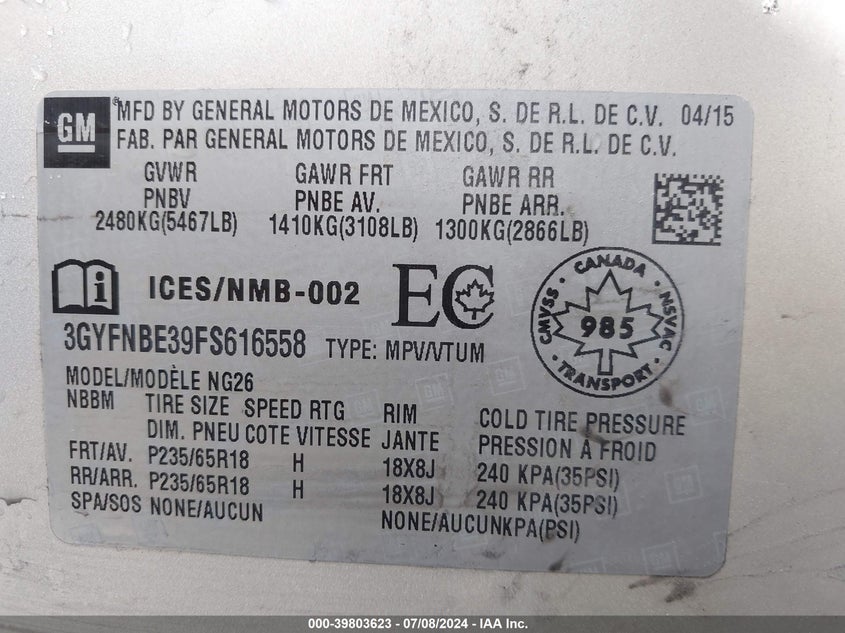 GM ® MFD BY GENERAL MOTORS DE MEXICO, S. DE R.L. DE C.V. 04/15
FAB. PAR GENERAL MOTORS DE MEXICO, S. DE R.L. DE C.V.
GVWR GAWR FRT GAWR RR
PNBV PNBE AV. PNBE ARR.
2480KG(5467LB) 1410KG(3108LB) 1300KG(2866LB)
ICES/NMB-002 EC
CANADA
CMVSS 985 NSVAC
TRANSPORT
3GYFNBE39FS616558 TYPE: MPV/VTUM
MODEL/MODÈLE NG26
NBBM TIRE SIZE SPEED RTG RIM COLD TIRE PRESSURE
DIM. PNEU COTE VITESSE JANTE PRESSION À FROID
FRT/AV. P235/65R18 H 18X8J 240 KPA(35PSI)
RR/ARR. P235/65R18 H 18X8J 240 KPA(35PSI)
SPA/SOS NONE/AUCUN NONE/AUCUNKPA(PSI)
000-39803623 - 07/08/2024 - IAA Inc.